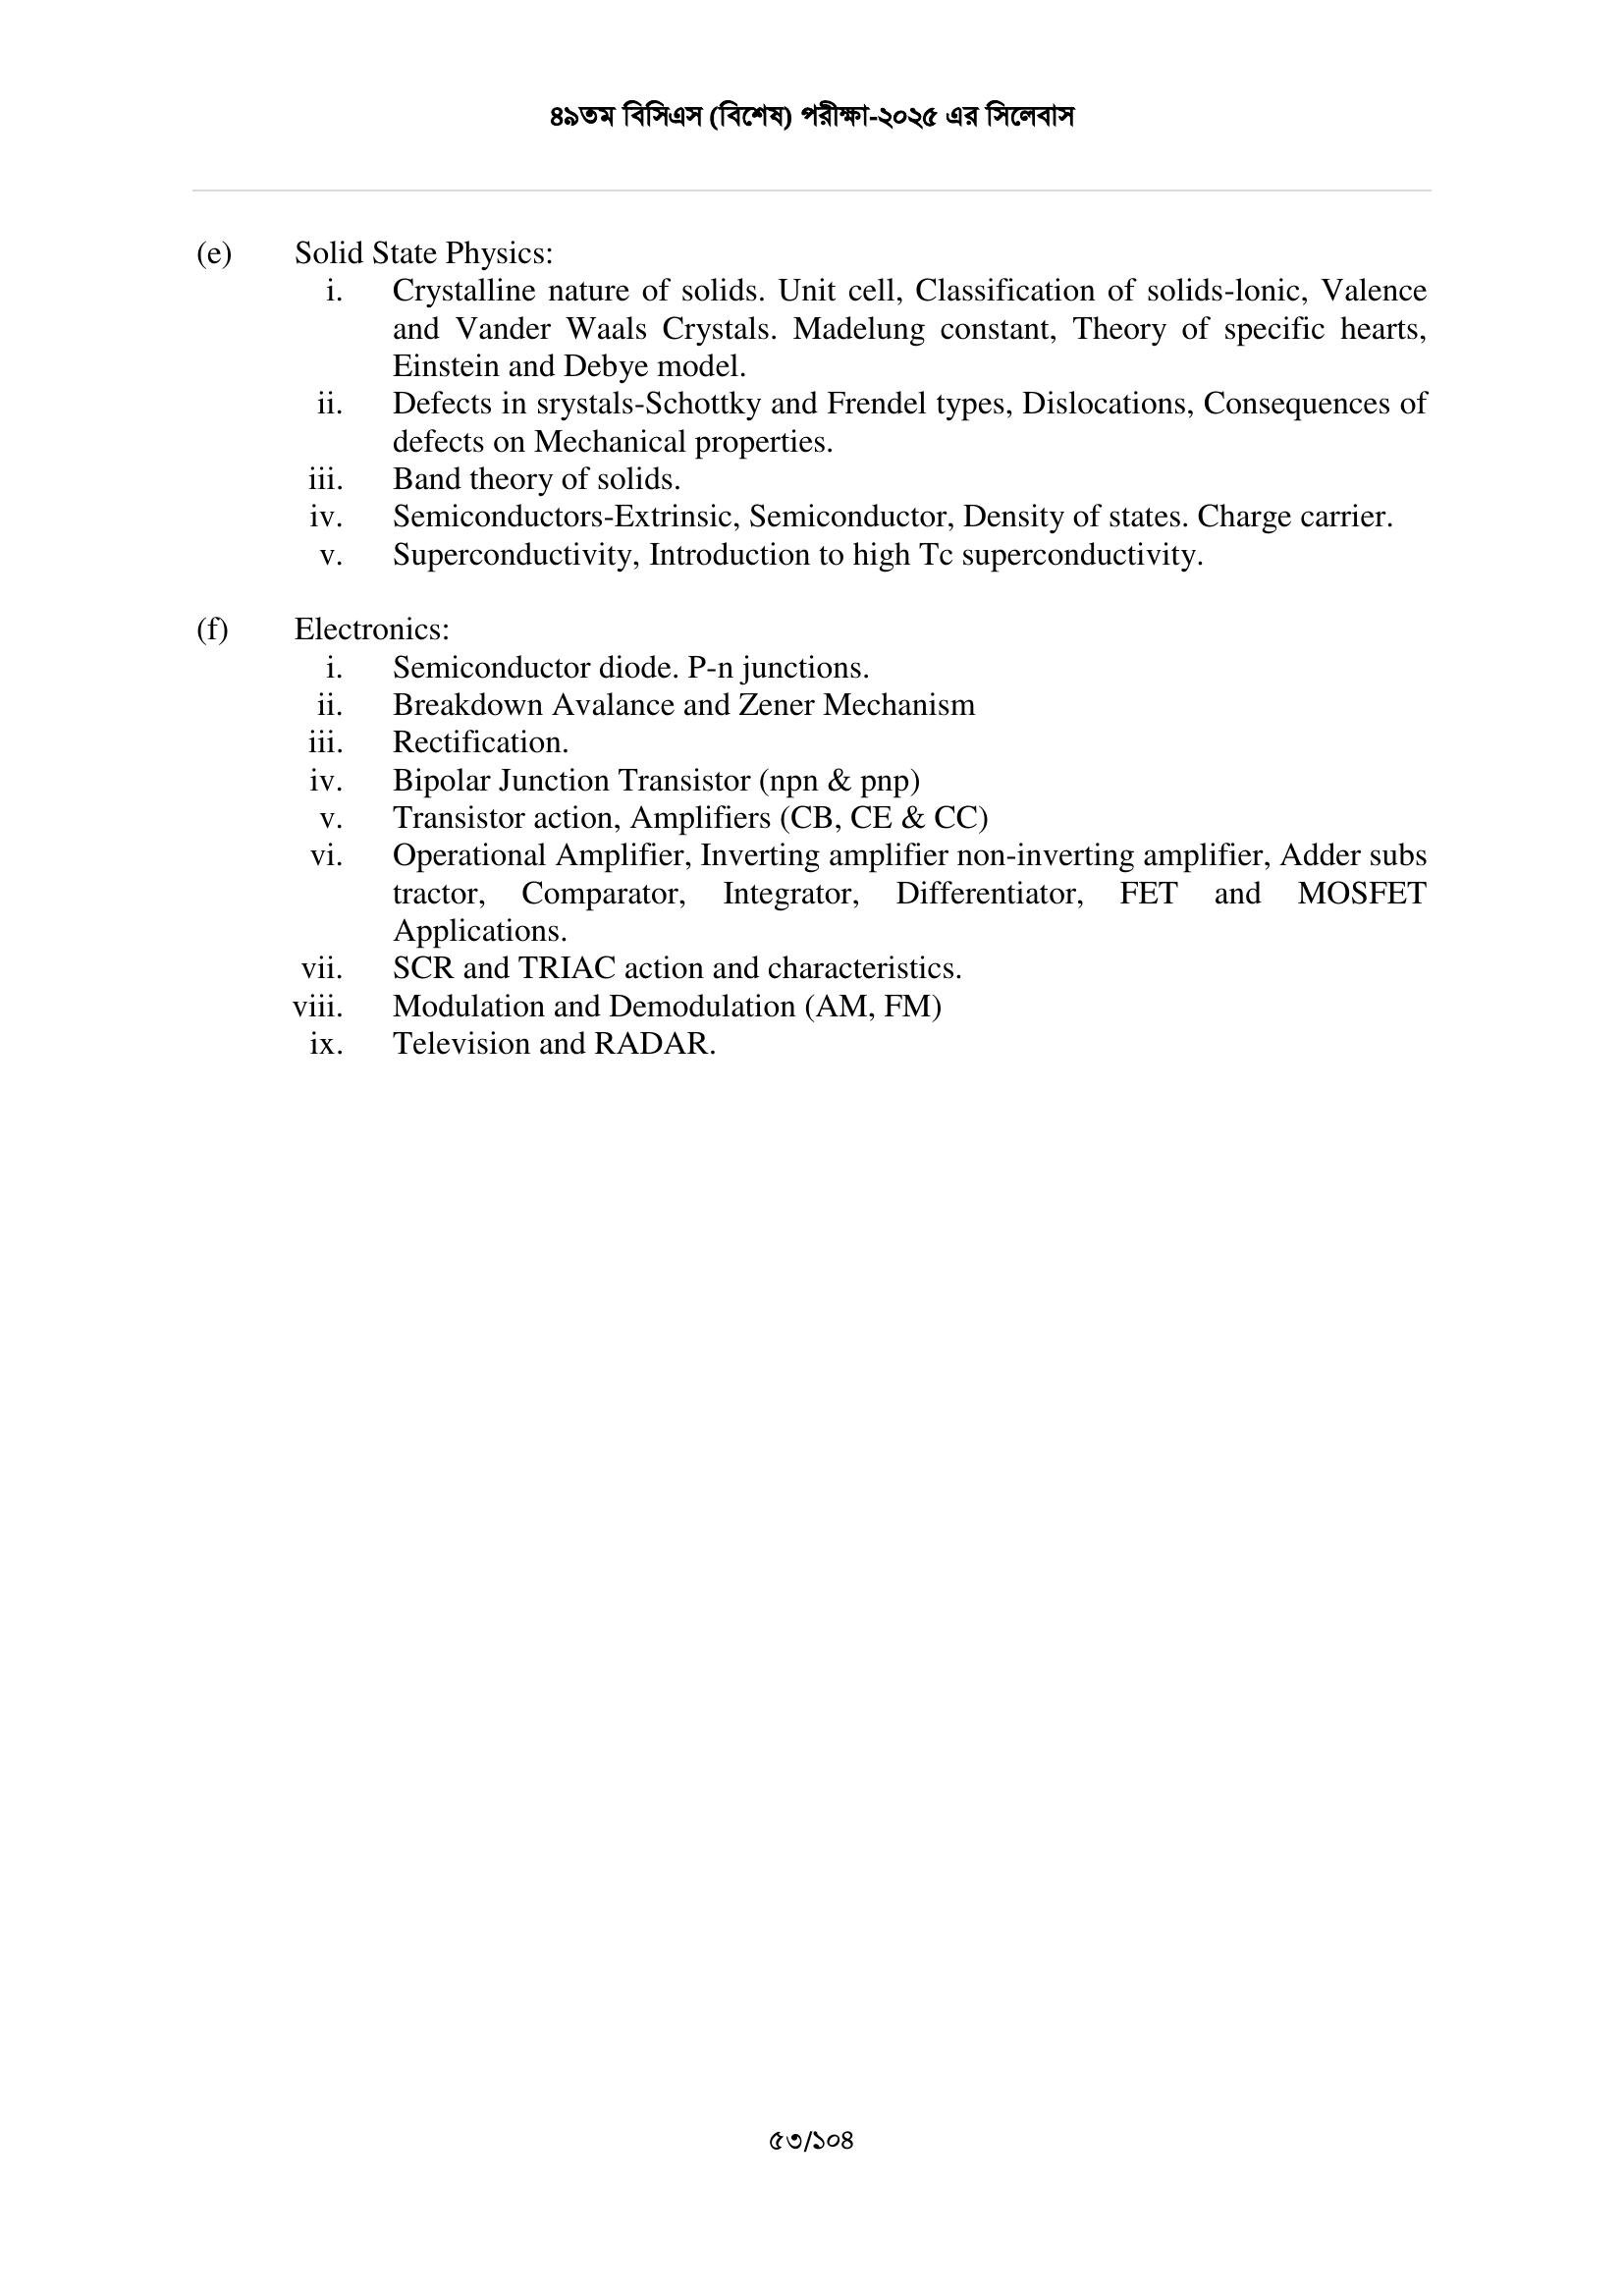 ৪৯তম বিসিএস (বিশেষ) পরীক্ষা-২০২৫ এর সিলেবাস
(e) Solid State Physics:
i. Crystalline nature of solids. Unit cell, Classification of solids-lonic, Valence
and Vander Waals Crystals. Madelung constant, Theory of specific hearts,
Einstein and Debye model.
ii. Defects in srystals-Schottky and Frendel types, Dislocations, Consequences of
defects on Mechanical properties.
iii. Band theory of solids.
iv. Semiconductors-Extrinsic, Semiconductor, Density of states. Charge carrier.
v. Superconductivity, Introduction to high Tc superconductivity.
(f) Electronics:
i. Semiconductor diode. P-n junctions.
ii. Breakdown Avalance and Zener Mechanism
iii. Rectification.
iv. Bipolar Junction Transistor (npn & pnp)
v. Transistor action, Amplifiers (CB, CE & CC)
vi. Operational Amplifier, Inverting amplifier non-inverting amplifier, Adder subs
tractor, Comparator, Integrator, Differentiator, FET and MOSFET
Applications.
vii. SCR and TRIAC action and characteristics.
viii. Modulation and Demodulation (AM, FM)
ix. Television and RADAR.
৫৩/১০৪